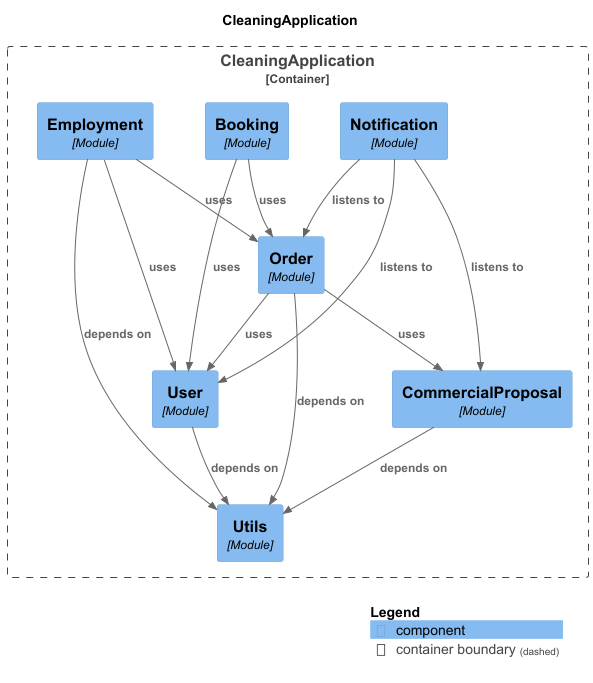 CleaningApplication
CleaningApplication
[Container]
Employment
[Module]
Booking
[Module]
Notification
[Module]
uses
uses
listens to
Order
[Module]
uses
uses
listens to
listens to
depends on
uses
uses
User
[Module]
CommercialProposal
[Module]
depends on
depends on
depends on
Utils
[Module]
Legend
component
container boundary (dashed)